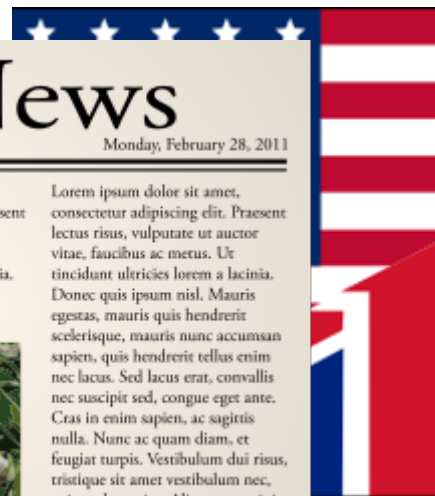 News
Monday, February 28, 2011
Lorem ipsum dolor sit amet,
consectetur adipiscing elit. Praesent
lectus risus, vulputate ut auctor
vitae, faucibus ac metus. Ut
tincidunt ultricies lorem a lacinia.
Donec quis ipsum nisl. Mauris
egestas, mauris quis hendrerit
scelerisque, mauris nunc accumsan
sapien, quis hendrerit tellus enim
nec lacus. Sed lacus erat, convallis
nec suscipit sed, congue eget ante.
Cras in enim sapien, ac sagittis
nulla. Nunc ac quam diam, et
feugiat turpis. Vestibulum dui risus,
tristique sit amet vestibulum nec,